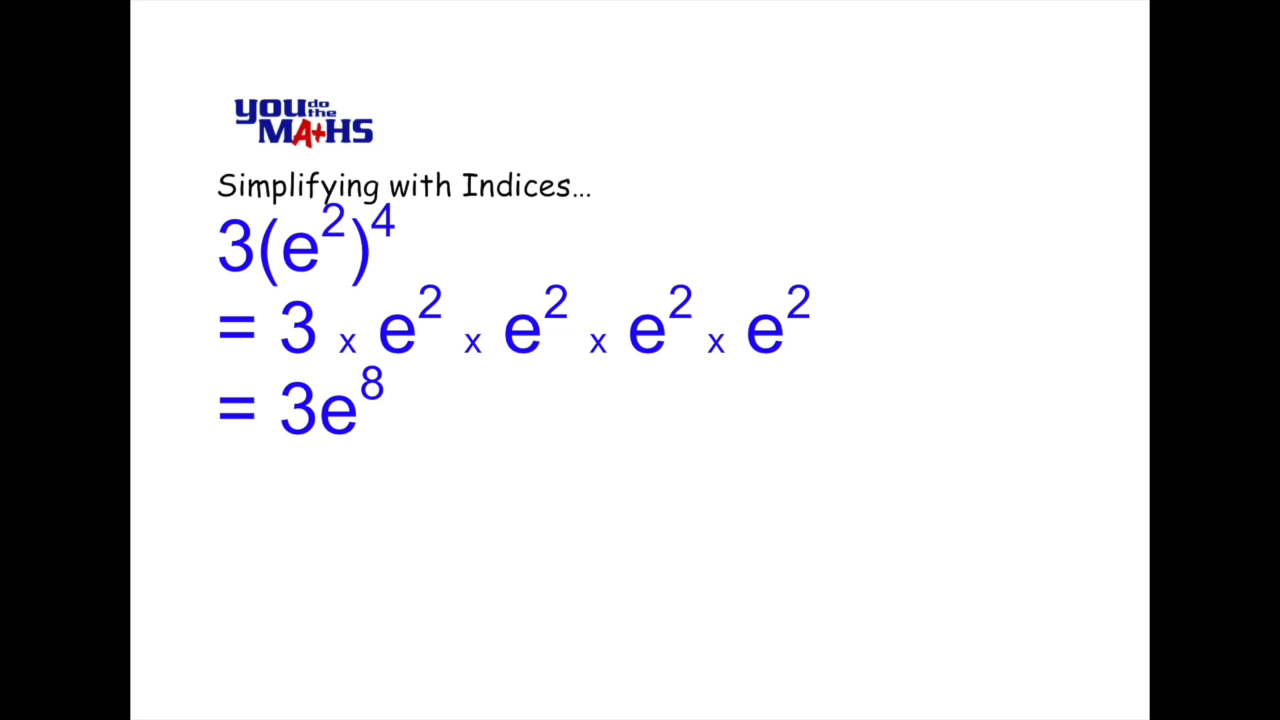 you do the MA+HS
Simplifying with Indices...
3(e²)⁴
= 3 x e² x e² x e² x e²
= 3e⁸